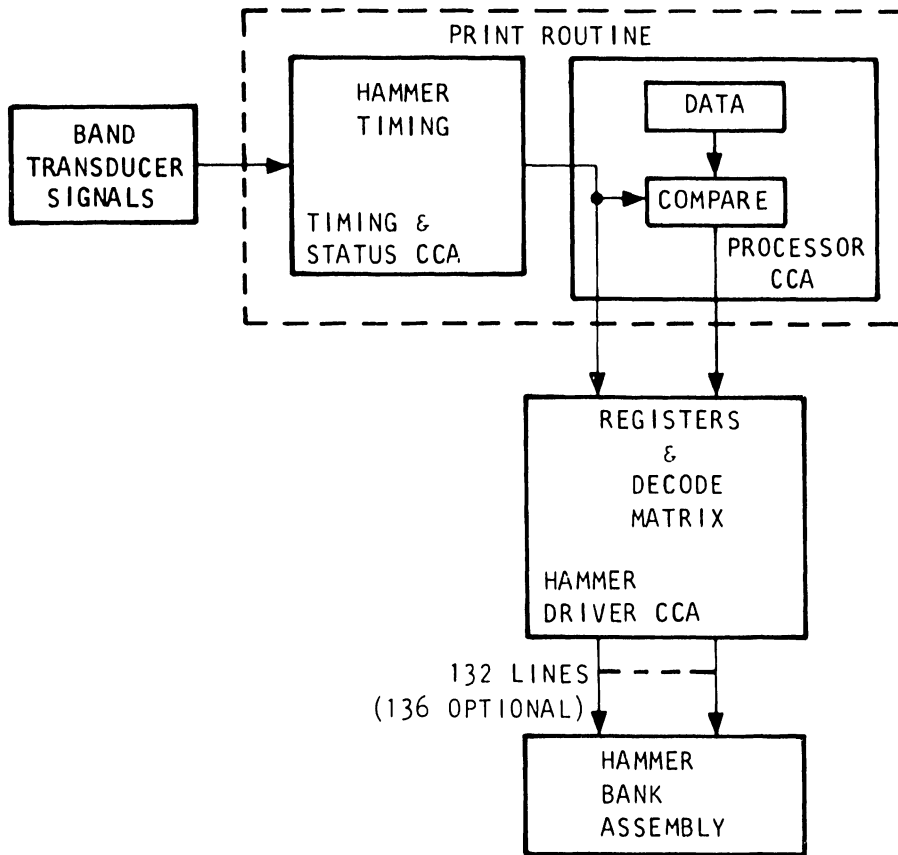 PRINT ROUTINE
BAND
TRANSDUCER
SIGNALS
HAMMER
TIMING
TIMING &
STATUS CCA
DATA
COMPARE
PROCESSOR
CCA
REGISTERS
&
DECODE
MATRIX
HAMMER
DRIVER CCA
132 LINES
(136 OPTIONAL)
HAMMER
BANK
ASSEMBLY